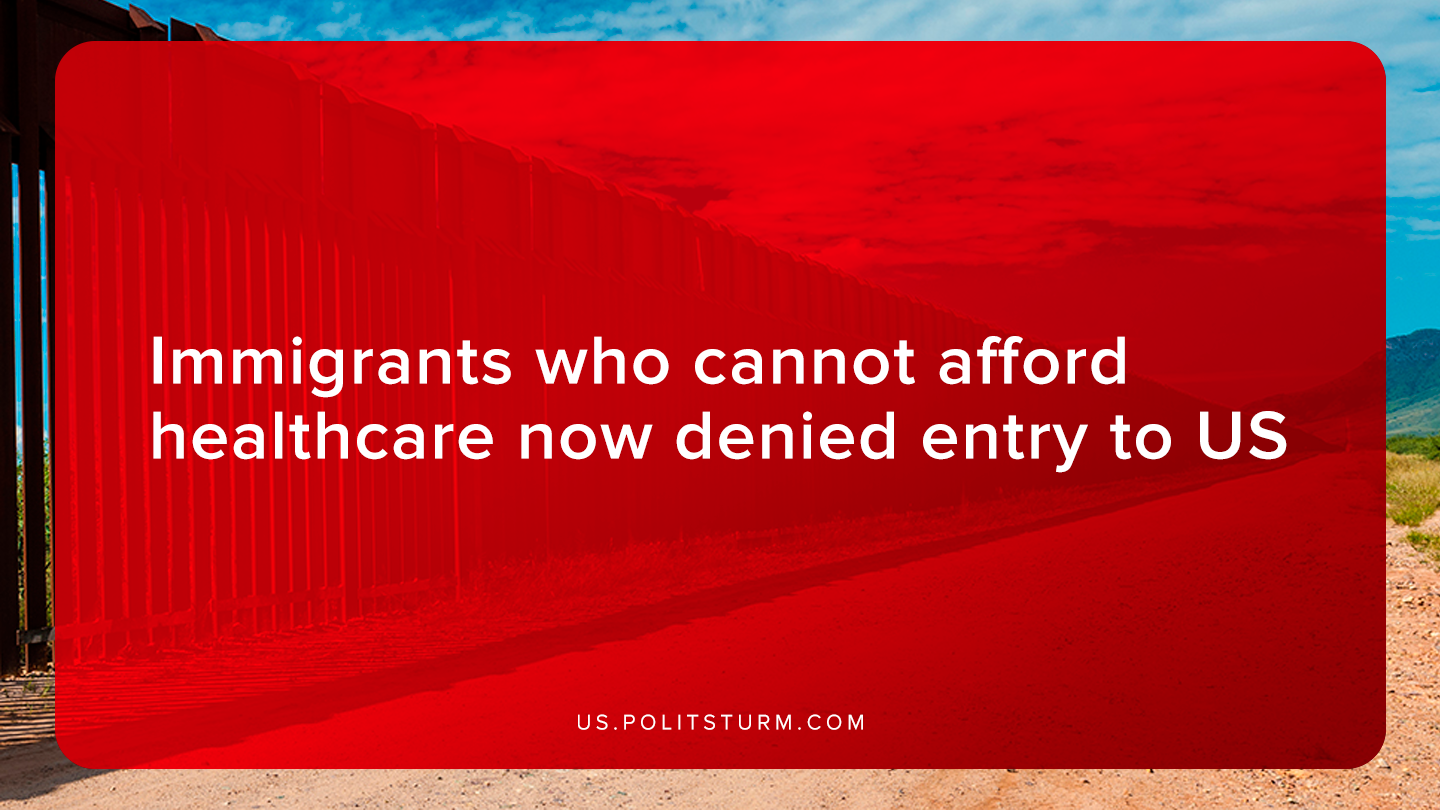 Immigrants who cannot afford
healthcare now denied entry to US
US.POLITSTURM.COM